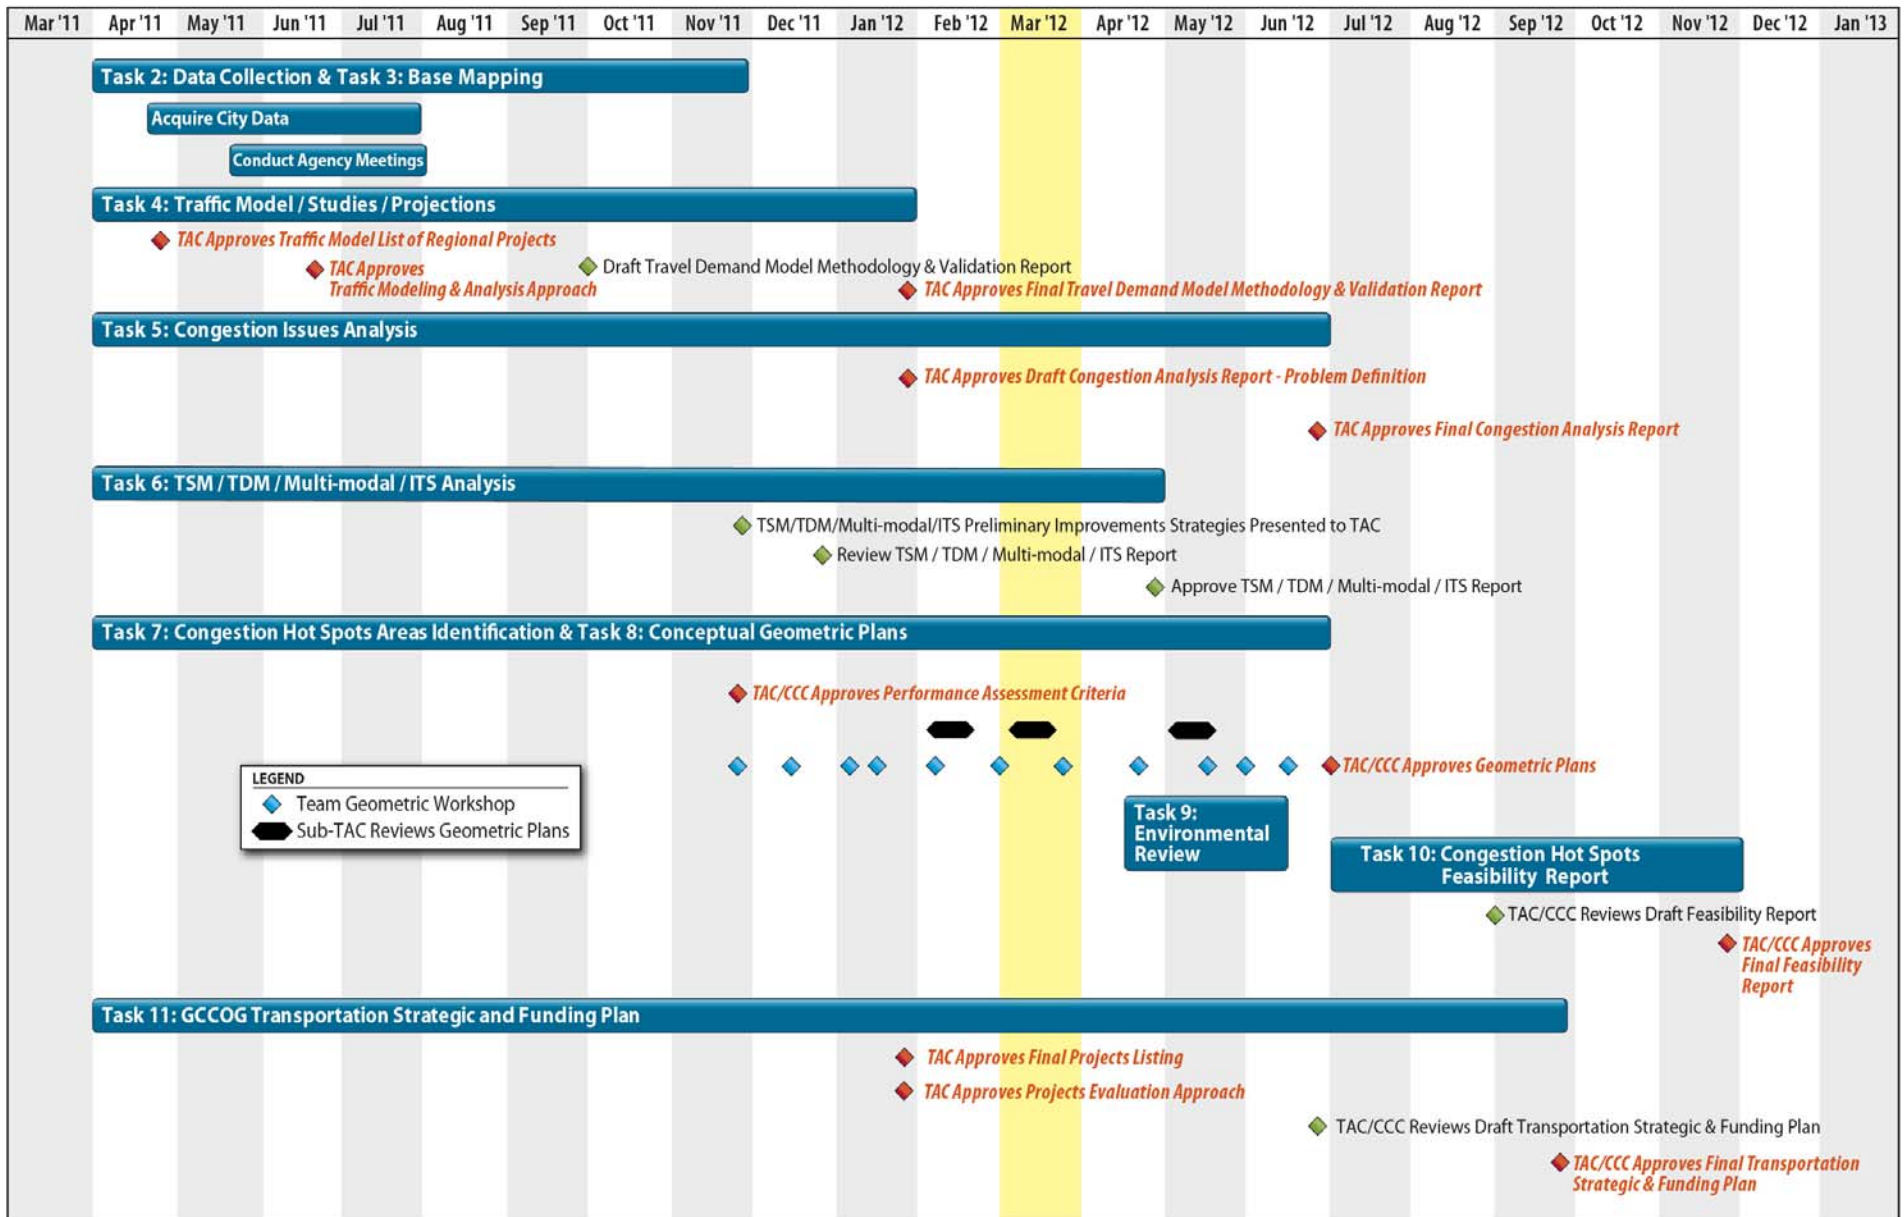 Mar '11 Apr '11 May '11 Jun '11 Jul '11 Aug '11 Sep '11 Oct '11 Nov '11 Dec '11 Jan '12 Feb '12 Mar '12 Apr '12 May '12 Jun '12 Jul '12 Aug '12 Sep '12 Oct '12 Nov '12 Dec '12 Jan '13
Task 2: Data Collection & Task 3: Base Mapping
Acquire City Data
Conduct Agency Meetings
Task 4: Traffic Model / Studies / Projections
TAC Approves Traffic Model List of Regional Projects
TAC Approves
Traffic Modeling & Analysis Approach
Draft Travel Demand Model Methodology & Validation Report
TAC Approves Final Travel Demand Model Methodology & Validation Report
Task 5: Congestion Issues Analysis
TAC Approves Draft Congestion Analysis Report - Problem Definition
TAC Approves Final Congestion Analysis Report
Task 6: TSM / TDM / Multi-modal / ITS Analysis
TSM/TDM/Multi-modal/ITS Preliminary Improvements Strategies Presented to TAC
Review TSM / TDM / Multi-modal / ITS Report
Approve TSM / TDM / Multi-modal / ITS Report
Task 7: Congestion Hot Spots Areas Identification & Task 8: Conceptual Geometric Plans
TAC/CCC Approves Performance Assessment Criteria
TAC/CCC Approves Geometric Plans
LEGEND
Team Geometric Workshop
Sub-TAC Reviews Geometric Plans
Task 9:
Environmental
Review
Task 10: Congestion Hot Spots
Feasibility Report
TAC/CCC Reviews Draft Feasibility Report
TAC/CCC Approves
Final Feasibility
Report
Task 11: GCCOG Transportation Strategic and Funding Plan
TAC Approves Final Projects Listing
TAC Approves Projects Evaluation Approach
TAC/CCC Reviews Draft Transportation Strategic & Funding Plan
TAC/CCC Approves Final Transportation
Strategic & Funding Plan